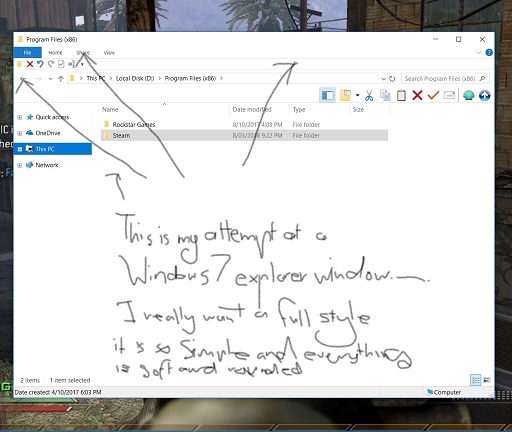 Program Files (x86)
File Home Share View
This PC Local Disk (D:) Program Files (x86)
Search Program Files (x86)
Name Date modified Type Size
Quick access
OneDrive
This PC
Network
Rockstar Games 8/10/2017 4:03 PM File folder
Steam 8/03/2018 9:22 PM File folder
This is my attempt at a
Windows 7 explorer window.
I really want a full style
it is so simple and everything
is soft and rounded
2 items 1 item selected
Date created: 4/10/2017 6:03 PM
Computer